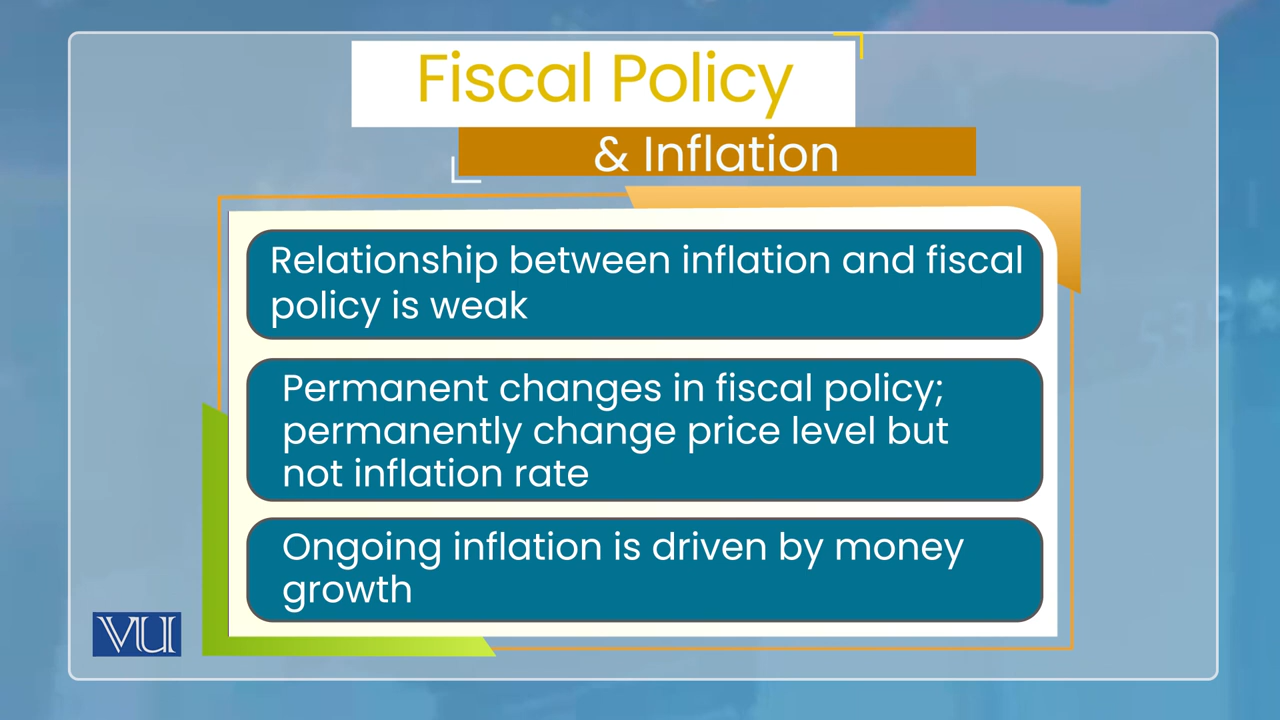 Fiscal Policy
& Inflation
Relationship between inflation and fiscal
policy is weak
Permanent changes in fiscal policy;
permanently change price level but
not inflation rate
Ongoing inflation is driven by money
growth
VU